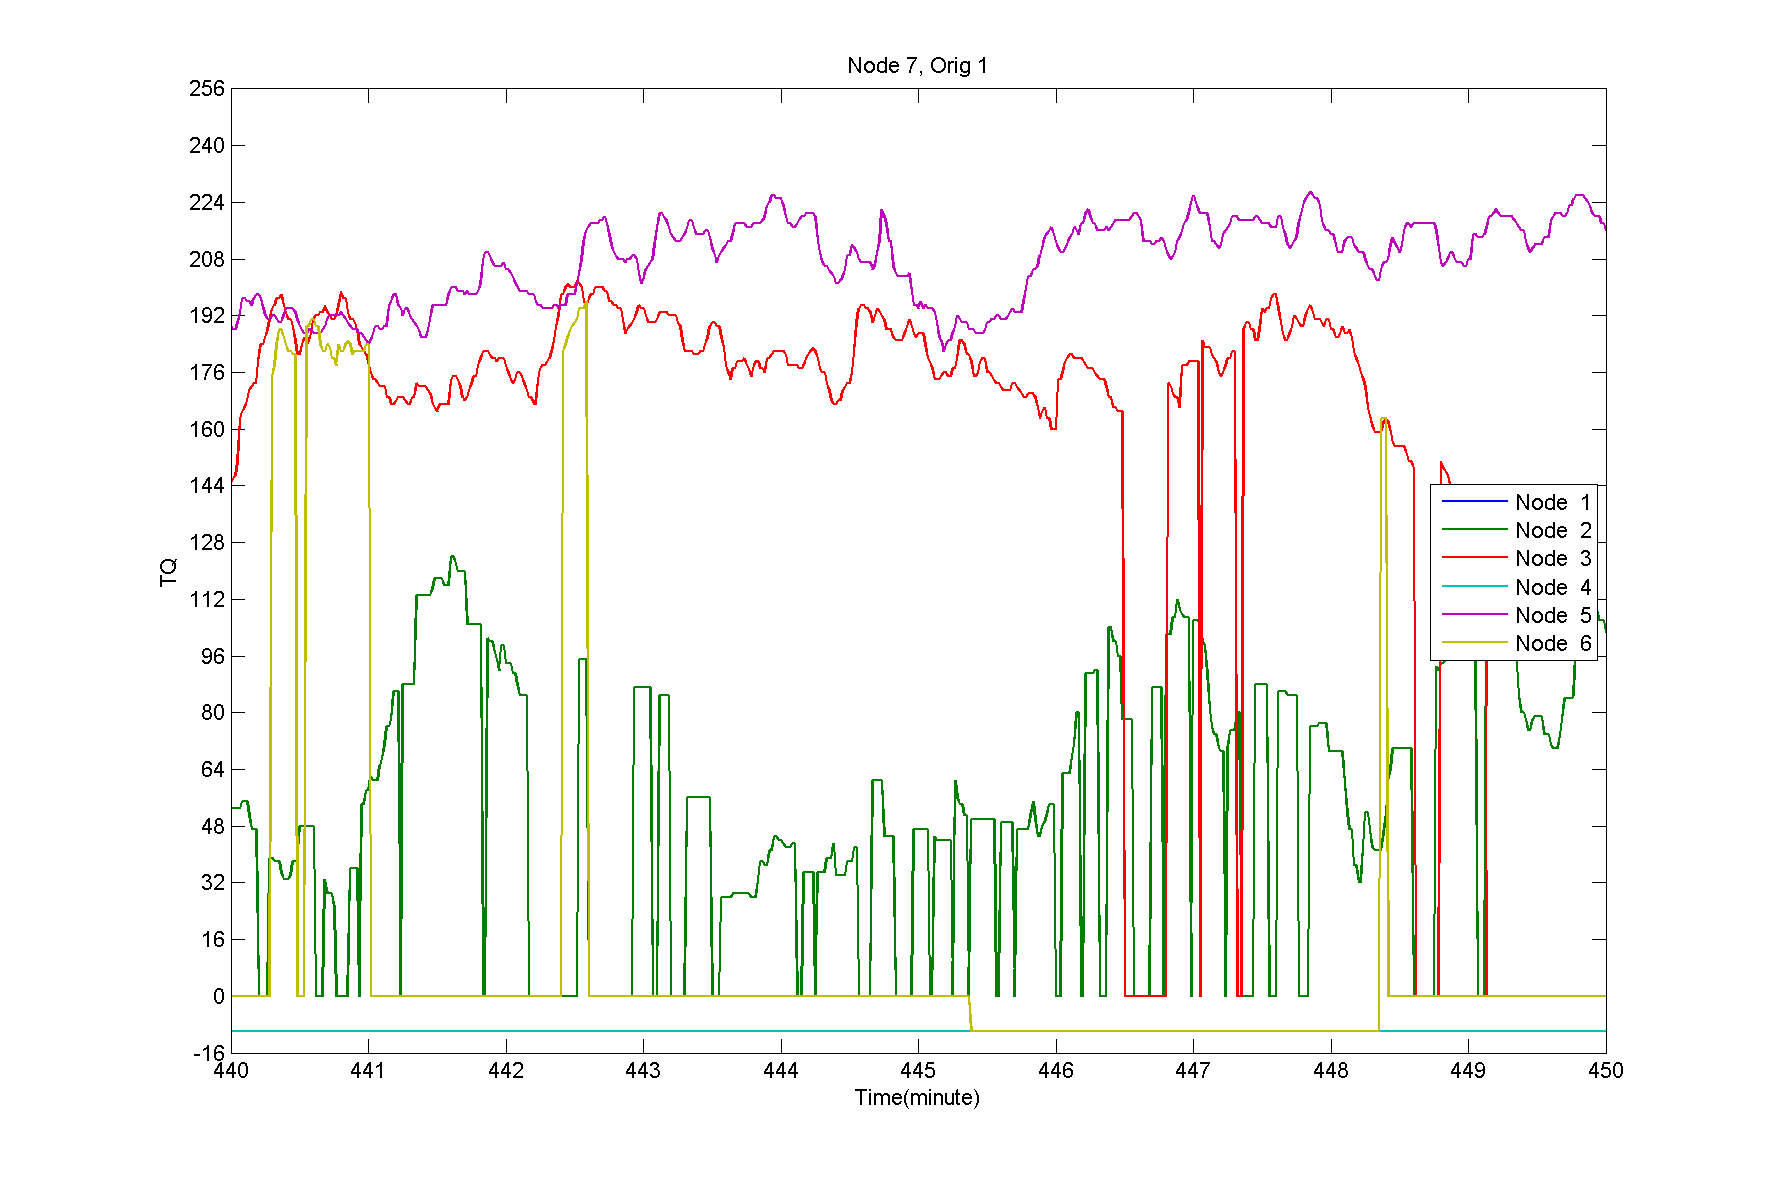 Node 7, Orig 1
256
240
224
208
192
176
160
144
128
112
96
80
64
48
32
16
0
-16
TQ
440 441 442 443 444 445 446 447 448 449 450
Time(minute)
Node 1
Node 2
Node 3
Node 4
Node 5
Node 6